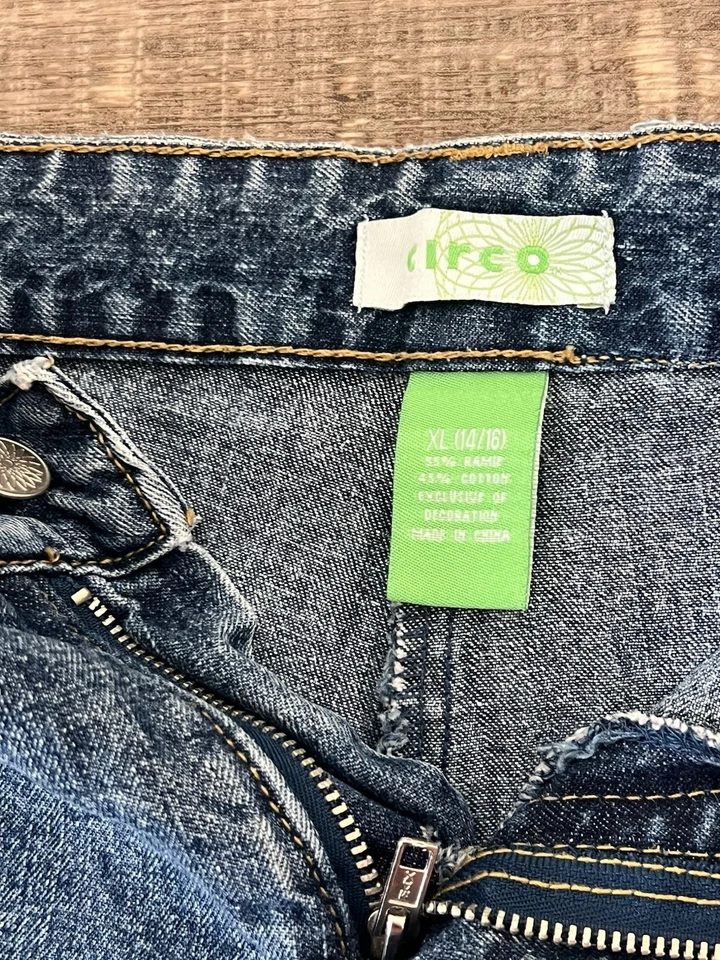 circo
XL (14/16)
55% RAMIE
45% COTTON
EXCLUSIVE OF
DECORATION
MADE IN CHINA